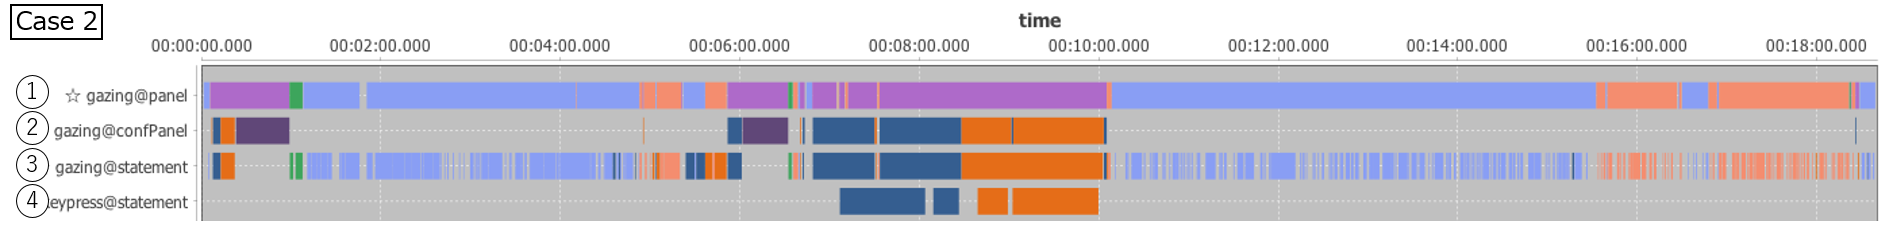 Case 2
time
00:00:00.000 00:02:00.000 00:04:00.000 00:06:00.000 00:08:00.000 00:10:00.000 00:12:00.000 00:14:00.000 00:16:00.000 00:18:00.000
1 ☆ gazing@panel
2 gazing@confPanel
3 gazing@statement
4 eypress@statement